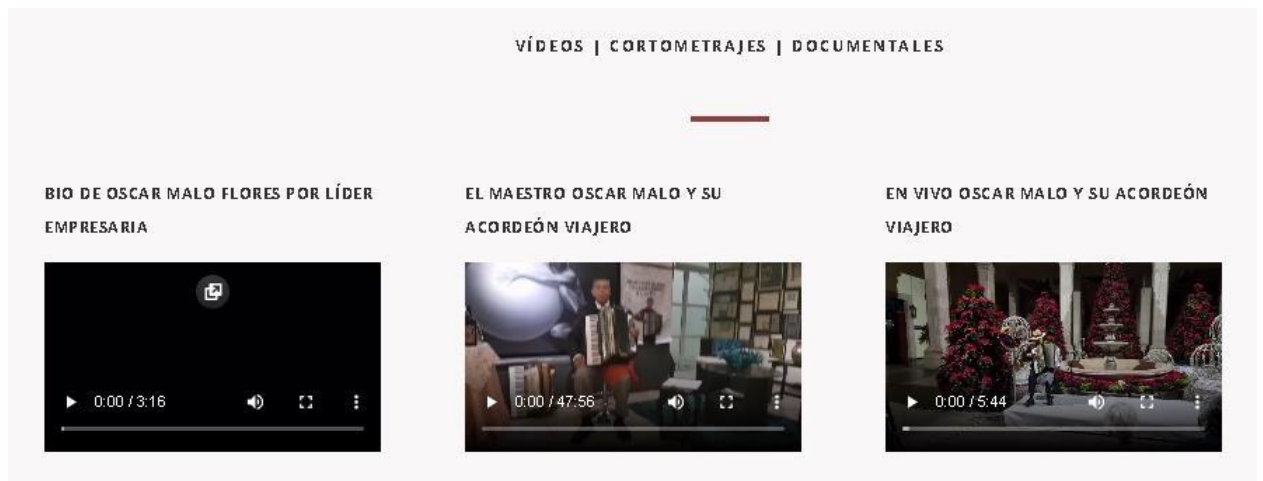 VÍDEOS | CORTOMETRAJES | DOCUMENTALES
BIO DE OSCAR MALO FLORES POR LÍDER
EMPRESARIA
EL MAESTRO OSCAR MALO Y SU
ACORDEÓN VIAJERO
EN VIVO OSCAR MALO Y SU ACORDEÓN
VIAJERO
0:00 / 3:16
0:00 / 47:56
0:00 / 5:44